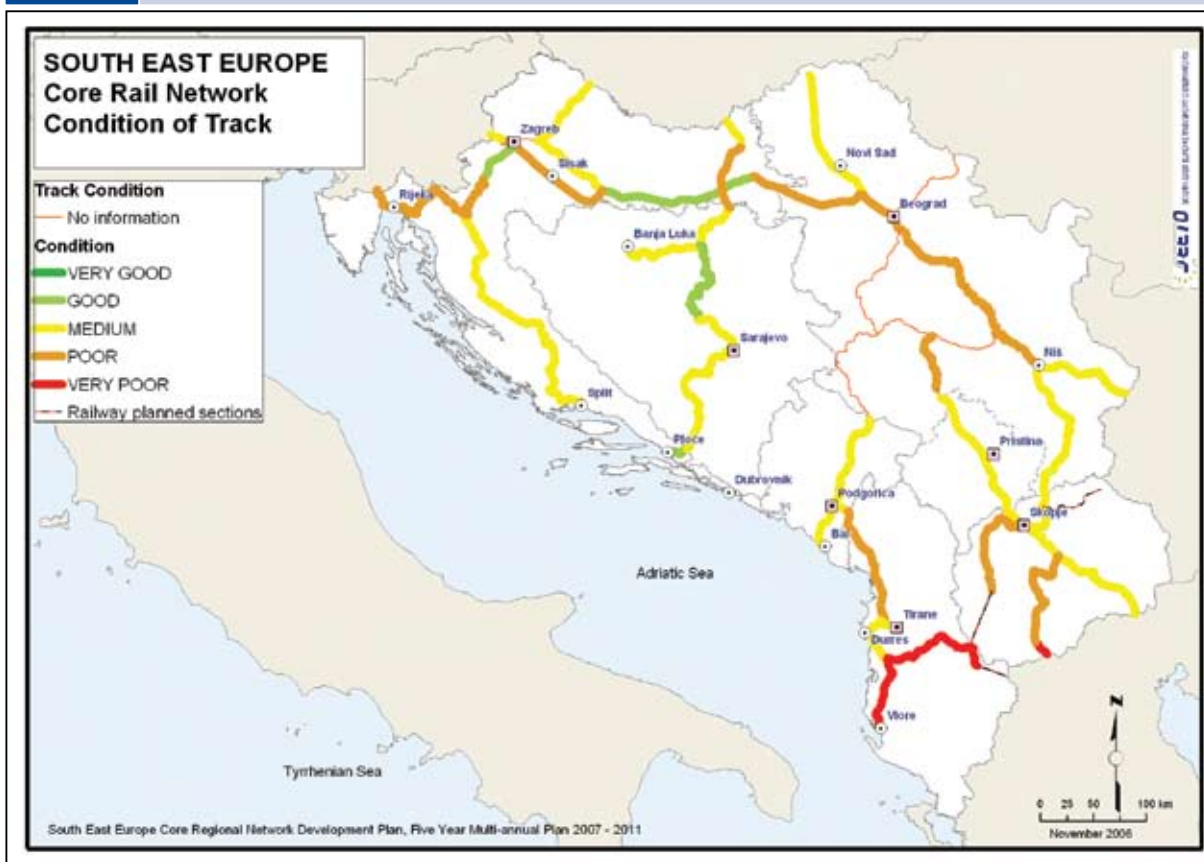 SOUTH EAST EUROPE
Core Rail Network
Condition of Track
Track Condition
No information
Condition
VERY GOOD
GOOD
MEDIUM
POOR
VERY POOR
Railway planned sections
Zagreb
Sisak
Rijeka
Novi Sad
Beograd
Banja Luka
Sarajevo
Nis
Split
Ploce
Pristina
Dubrovnik
Podgorica
Skopje
Bar
Adriatic Sea
Tirane
Durres
Vlore
Tyrrhenian Sea
N
0 25 50 100 km
November 2006
South East Europe Core Regional Network Development Plan, Five Year Multi-annual Plan 2007 - 2011
SEETO